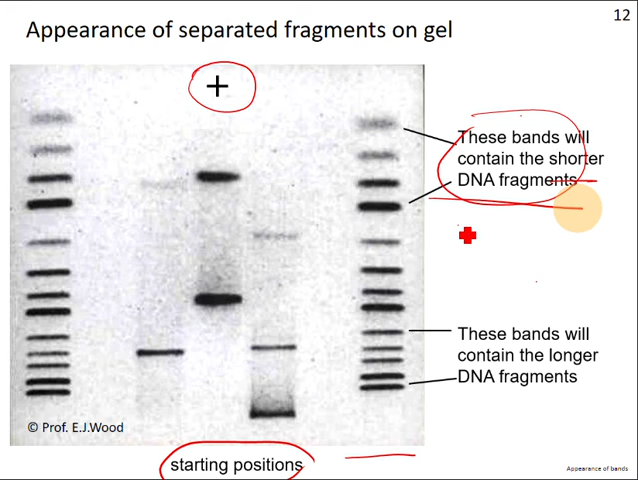 12
Appearance of separated fragments on gel
+
These bands will
contain the shorter
DNA fragments
These bands will
contain the longer
DNA fragments
© Prof. E.J.Wood
starting positions
Appearance of bands